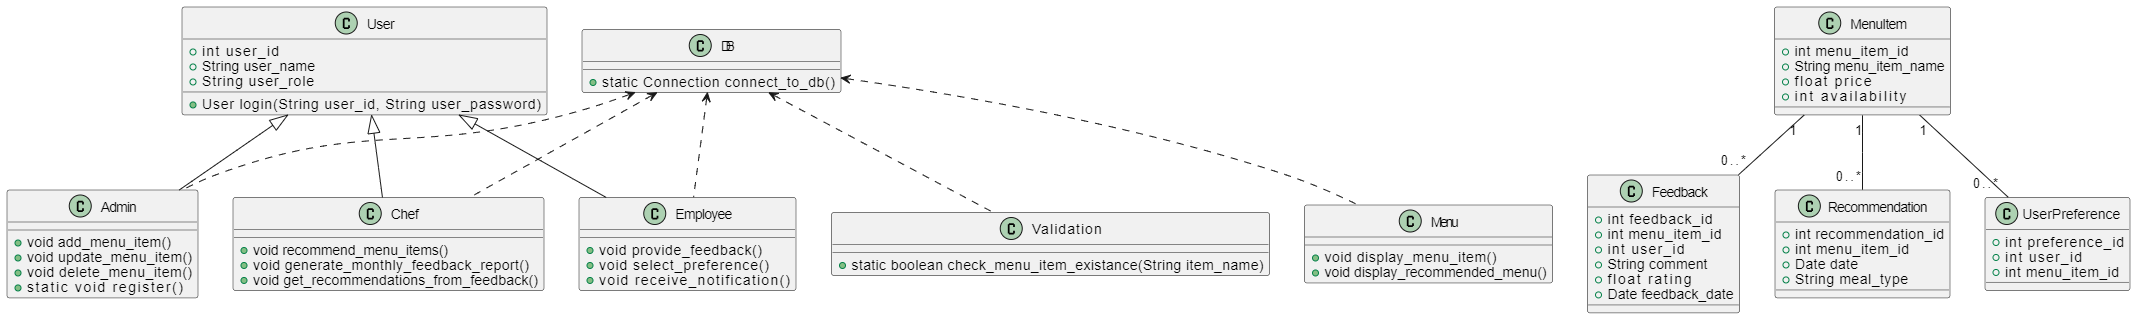 C User
int user_id
String user_name
String user_role
User login(String user_id, String user_password)
C DB
static Connection connect_to_db()
C MenuItem
int menu_item_id
String menu_item_name
float price
int availability
1
1
1
0..*
0..*
0..*
C Admin
void add_menu_item()
void update_menu_item()
void delete_menu_item()
static void register()
C Chef
void recommend_menu_items()
void generate_monthly_feedback_report()
void get_recommendations_from_feedback()
C Employee
void provide_feedback()
void select_preference()
void receive_notification()
C Validation
static boolean check_menu_item_existance(String item_name)
C Menu
void display_menu_item()
void display_recommended_menu()
C Feedback
int feedback_id
int menu_item_id
int user_id
String comment
float rating
Date feedback_date
C Recommendation
int recommendation_id
int menu_item_id
Date date
String meal_type
C UserPreference
int preference_id
int user_id
int menu_item_id